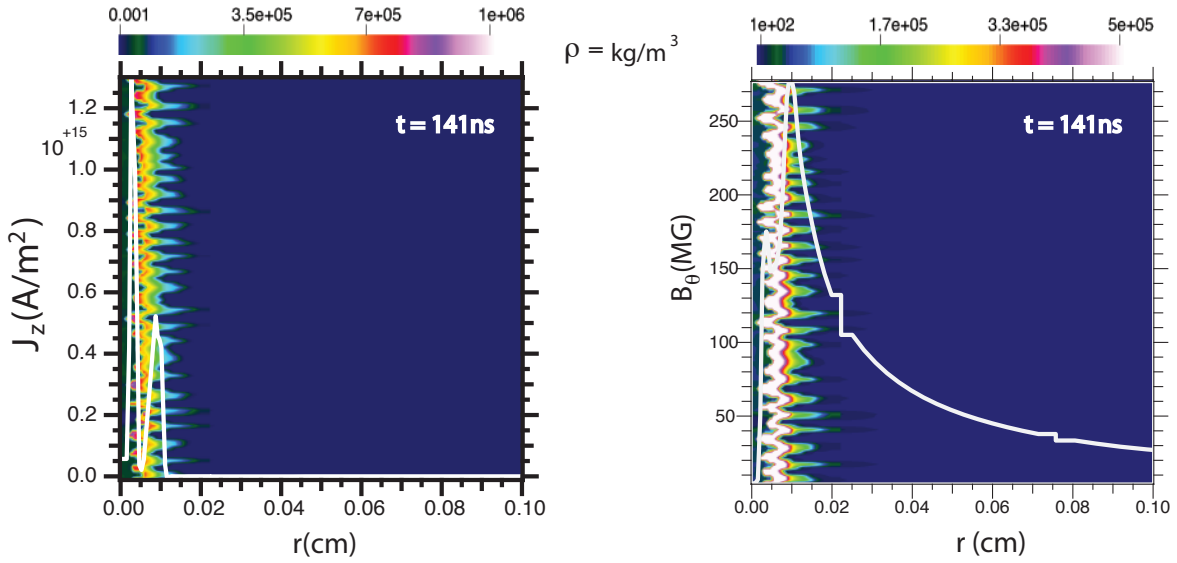 0.001 3.5e+05 7e+05 1e+06
ρ = kg/m³
1e+02 1.7e+05 3.3e+05 5e+05
t = 141ns
t = 141ns
J_z(A/m²)
10⁺¹⁵
1.2
1.0
0.8
0.6
0.4
0.2
0.0
0.00 0.02 0.04 0.06 0.08 0.10
r(cm)
B_θ(MG)
250
200
150
100
50
0.00 0.02 0.04 0.06 0.08 0.10
r (cm)